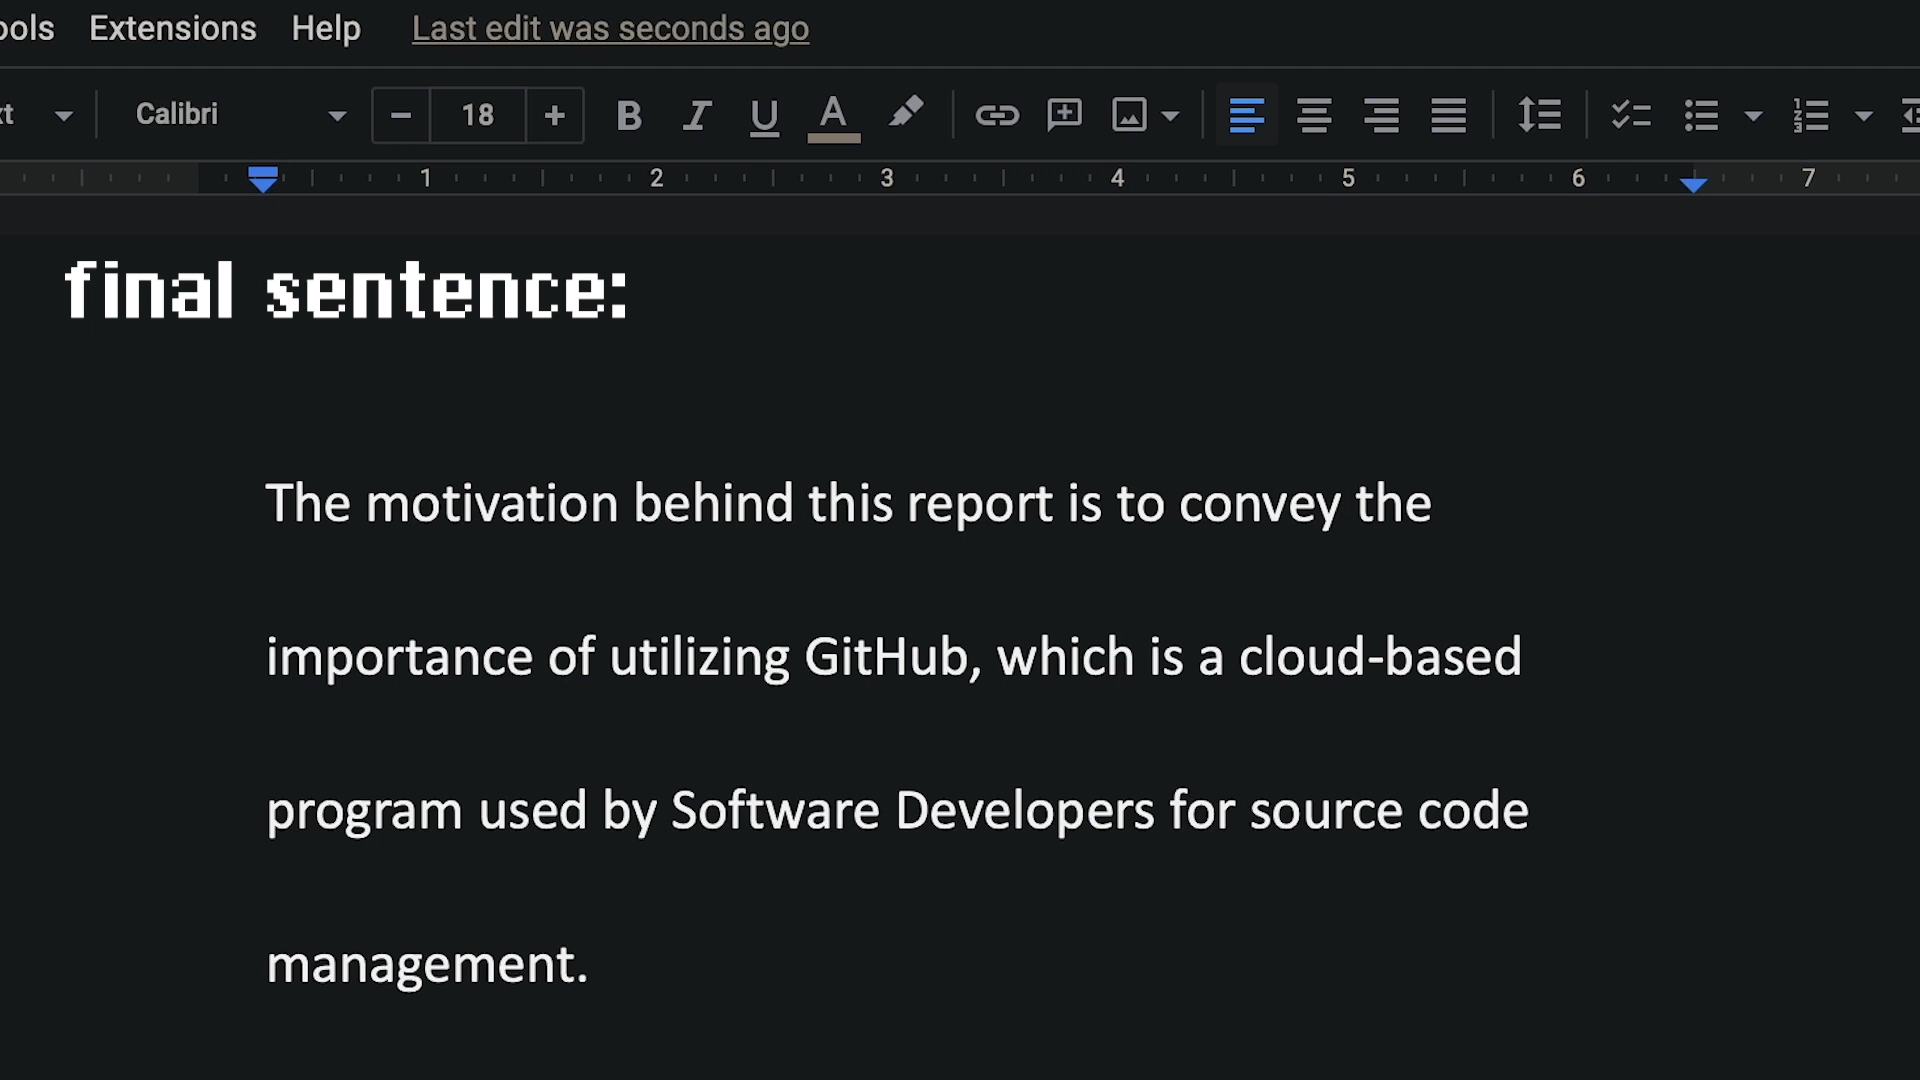 Extensions Help Last edit was seconds ago
Calibri 18
1 2 3 4 5 6 7
final sentence:
The motivation behind this report is to convey the
importance of utilizing GitHub, which is a cloud-based
program used by Software Developers for source code
management.